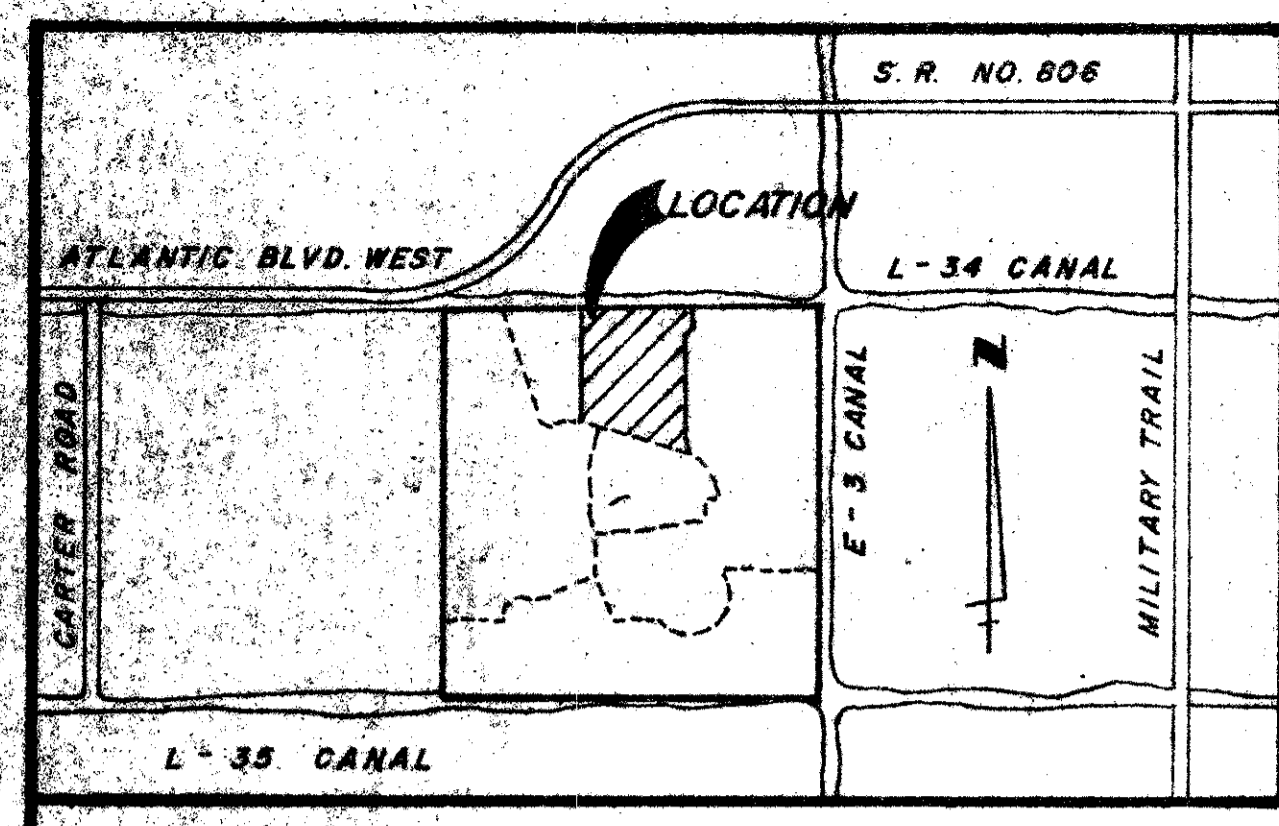 S. R. NO. 806
LOCATION
ATLANTIC BLVD. WEST
L-34 CANAL
CARTER ROAD
E-3 CANAL
N
MILITARY TRAIL
L-35 CANAL